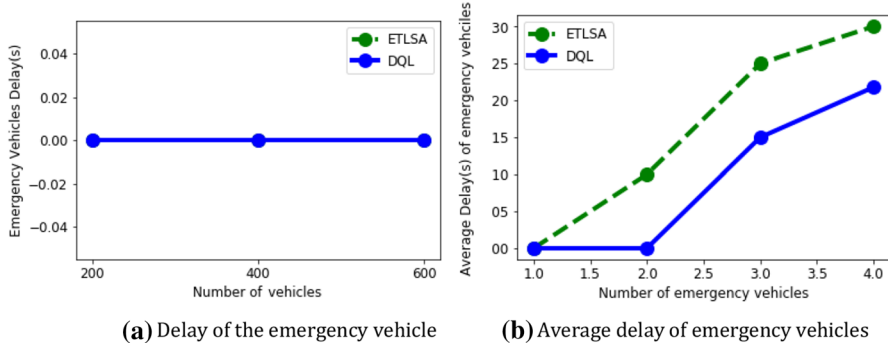 Emergency Vehicles Delay(s)
0.04
0.02
0.00
−0.02
−0.04
ETLSA
DQL
200
400
600
Number of vehicles
(a) Delay of the emergency vehicle
Average Delay(s) of emergency vehciles
30
25
20
15
10
05
00
ETLSA
DQL
1.0
1.5
2.0
2.5
3.0
3.5
4.0
Number of emergency vehicles
(b) Average delay of emergency vehicles